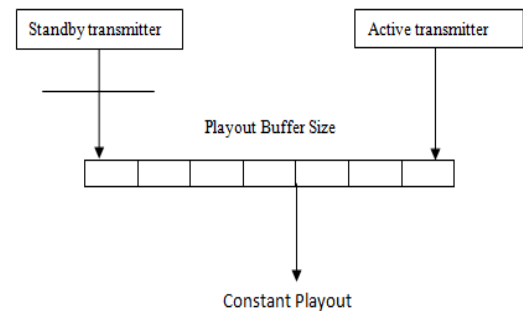 Standby transmitter
Active transmitter
Playout Buffer Size
Constant Playout